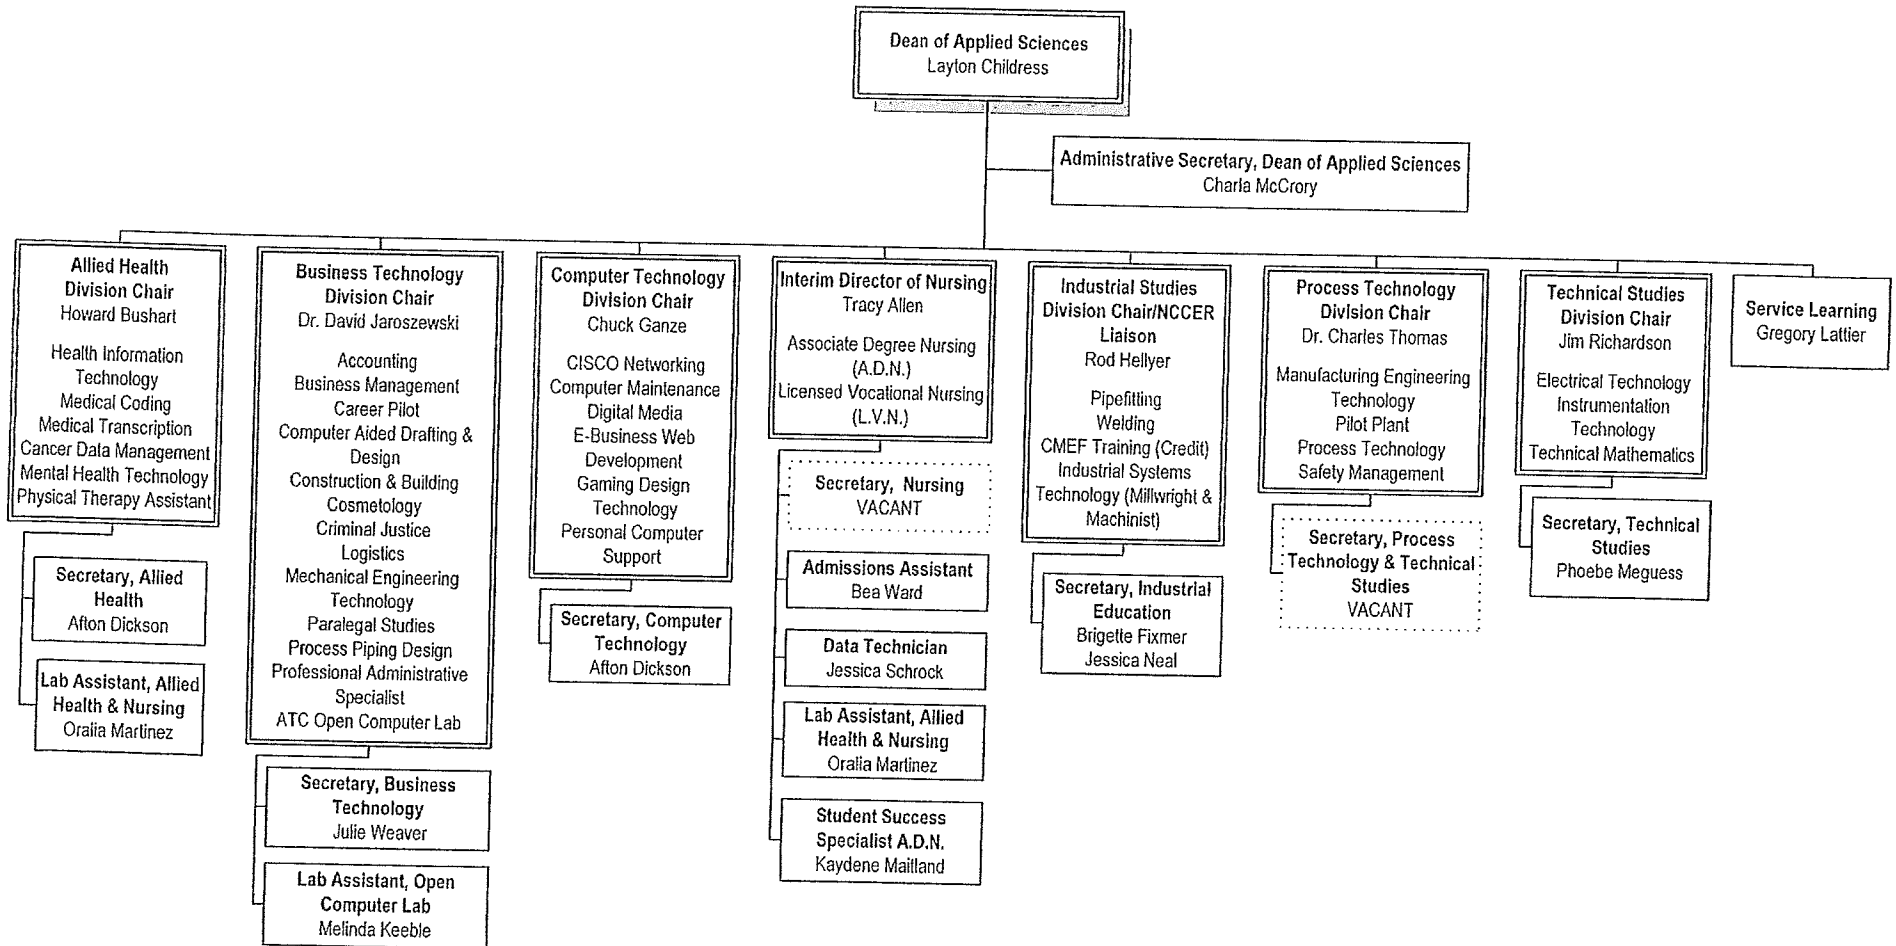 Dean of Applied Sciences
Layton Childress
Administrative Secretary, Dean of Applied Sciences
Charla McCrory
Allied Health
Division Chair
Howard Bushart
Health Information
Technology
Medical Coding
Medical Transcription
Cancer Data Management
Mental Health Technology
Physical Therapy Assistant
Secretary, Allied
Health
Afton Dickson
Lab Assistant, Allied
Health & Nursing
Oralia Martinez
Business Technology
Division Chair
Dr. David Jaroszewski
Accounting
Business Management
Career Pilot
Computer Aided Drafting &
Design
Construction & Building
Cosmetology
Criminal Justice
Logistics
Mechanical Engineering
Technology
Paralegal Studies
Process Piping Design
Professional Administrative
Specialist
ATC Open Computer Lab
Secretary, Business
Technology
Julie Weaver
Lab Assistant, Open
Computer Lab
Melinda Keeble
Computer Technology
Division Chair
Chuck Ganze
CISCO Networking
Computer Maintenance
Digital Media
E-Business Web
Development
Gaming Design
Technology
Personal Computer
Support
Secretary, Computer
Technology
Afton Dickson
Interim Director of Nursing
Tracy Allen
Associate Degree Nursing
(A.D.N.)
Licensed Vocational Nursing
(L.V.N.)
Secretary, Nursing
VACANT
Admissions Assistant
Bea Ward
Data Technician
Jessica Schrock
Lab Assistant, Allied
Health & Nursing
Oralia Martinez
Student Success
Specialist A.D.N.
Kaydene Maitland
Industrial Studies
Division Chair/NCCER
Liaison
Rod Hellyer
Pipefitting
Welding
CMEF Training (Credit)
Industrial Systems
Technology (Millwright &
Machinist)
Secretary, Industrial
Education
Brigette Fixmer
Jessica Neal
Process Technology
Division Chair
Dr. Charles Thomas
Manufacturing Engineering
Technology
Pilot Plant
Process Technology
Safety Management
Secretary, Process
Technology & Technical
Studies
VACANT
Technical Studies
Division Chair
Jim Richardson
Electrical Technology
Instrumentation
Technology
Technical Mathematics
Secretary, Technical
Studies
Phoebe Meguess
Service Learning
Gregory Lattier